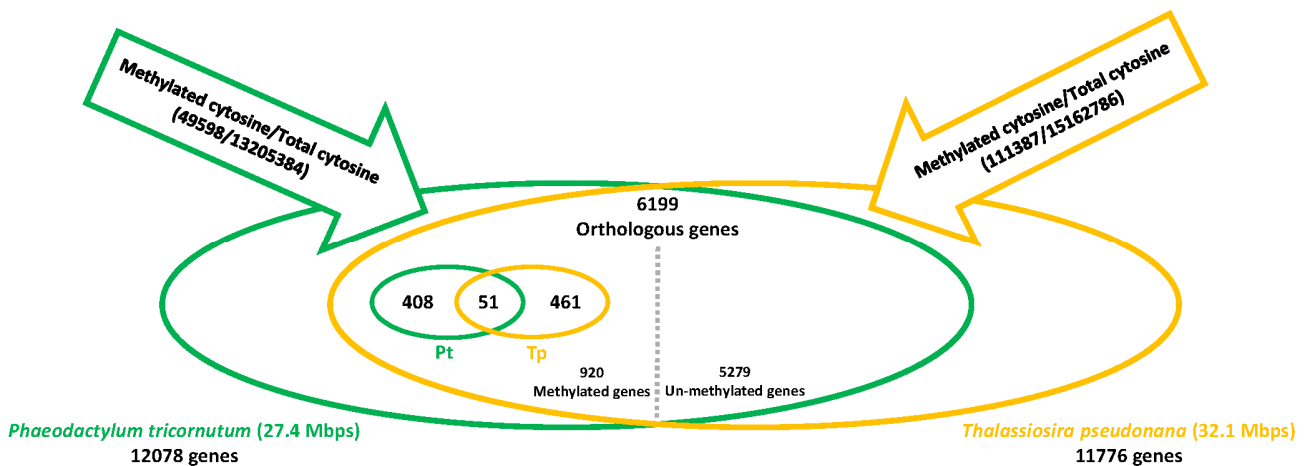 Methylated cytosine/Total cytosine
(49598/13205384)
Methylated cytosine/Total cytosine
(111387/15162786)
6199
Orthologous genes
408 51 461
Pt Tp
920
Methylated genes
5279
Un-methylated genes
Phaeodactylum tricornutum (27.4 Mbps)
12078 genes
Thalassiosira pseudonana (32.1 Mbps)
11776 genes